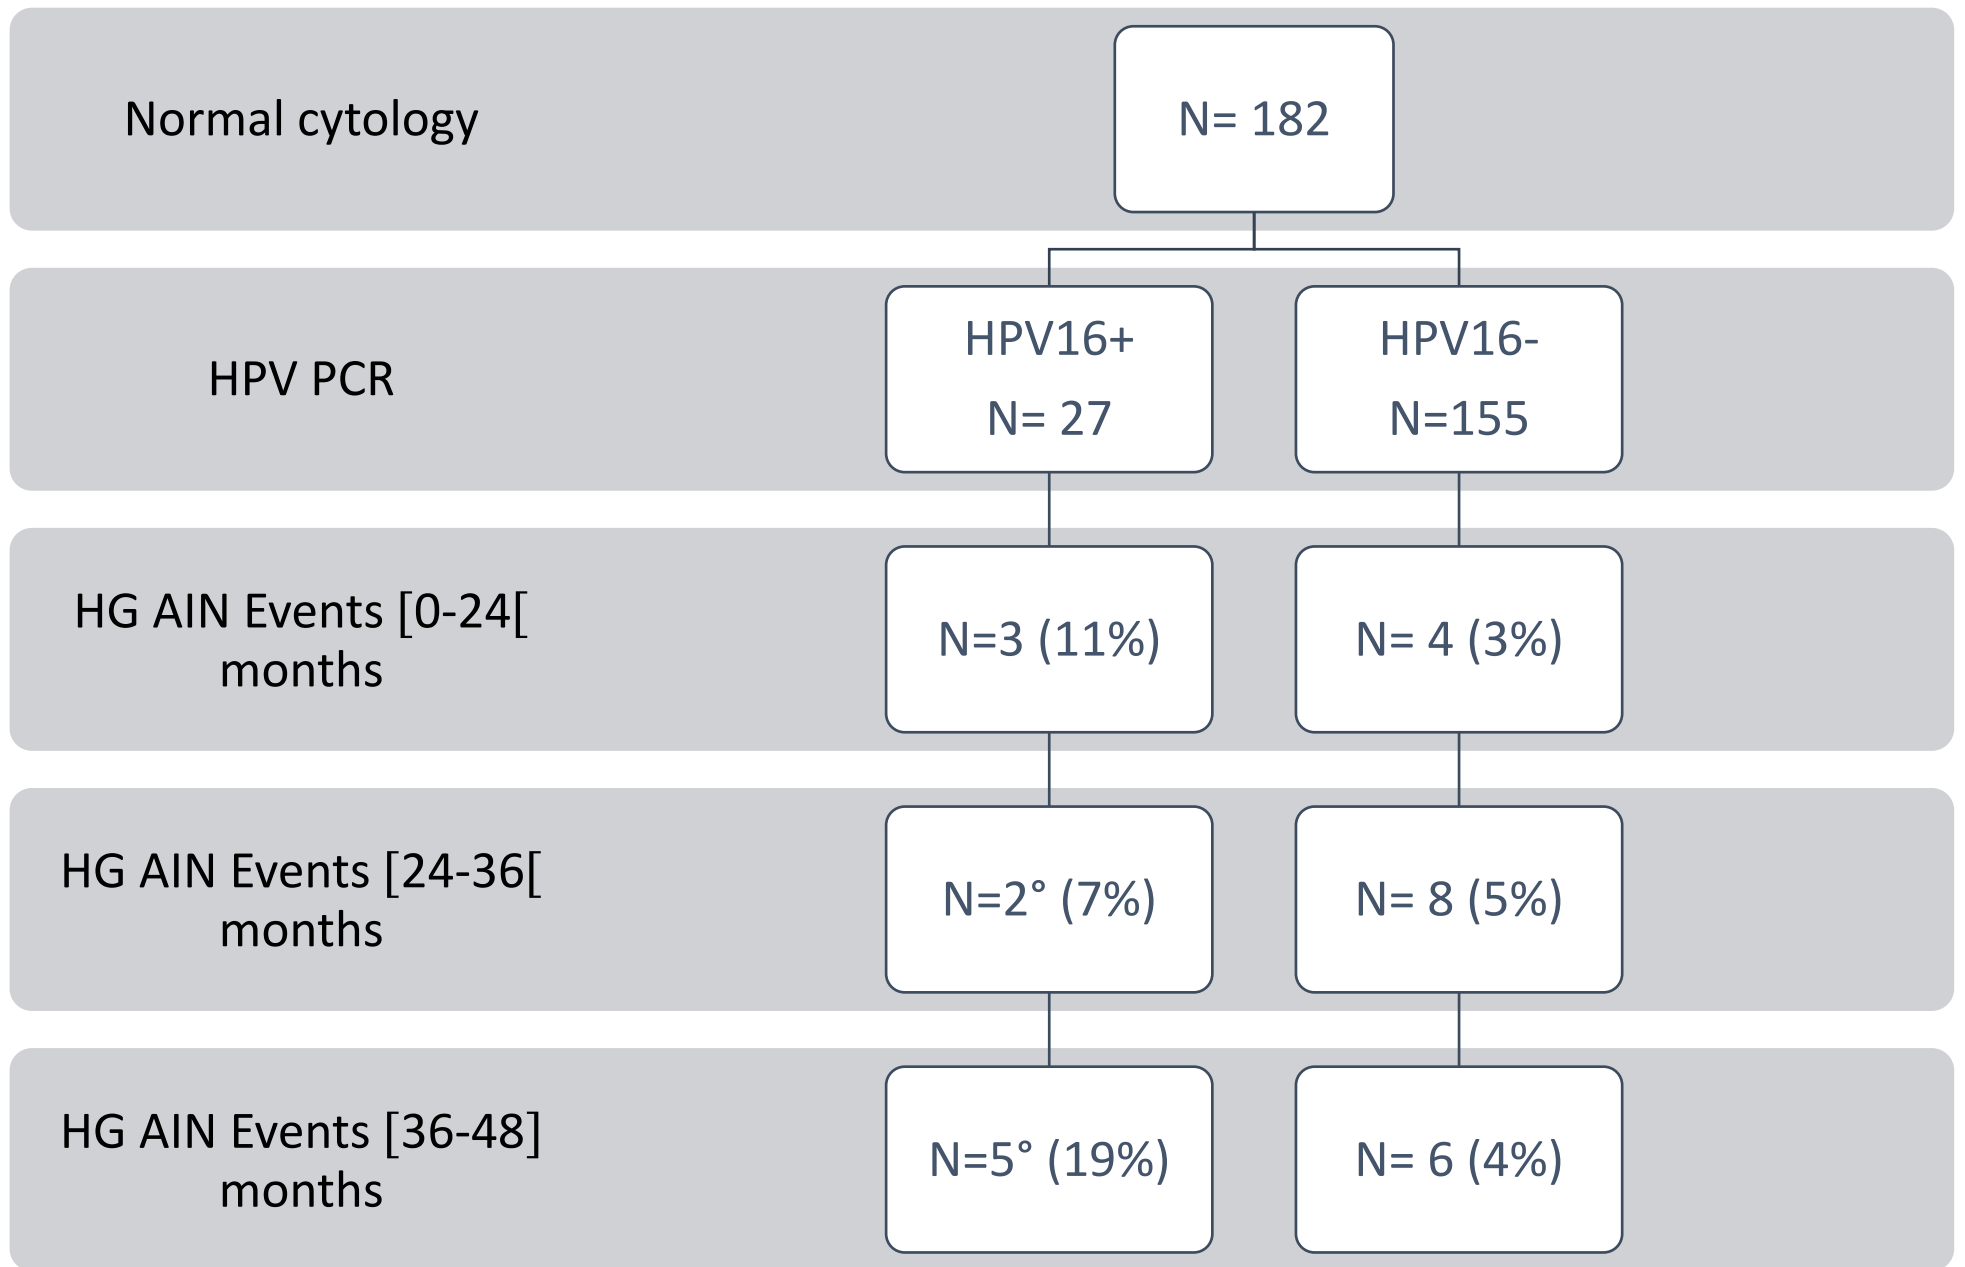 Normal cytology
N= 182
HPV PCR
HPV16+
N= 27
HPV16-
N=155
HG AIN Events [0-24[
months
N=3 (11%)
N= 4 (3%)
HG AIN Events [24-36[
months
N=2° (7%)
N= 8 (5%)
HG AIN Events [36-48]
months
N=5° (19%)
N= 6 (4%)